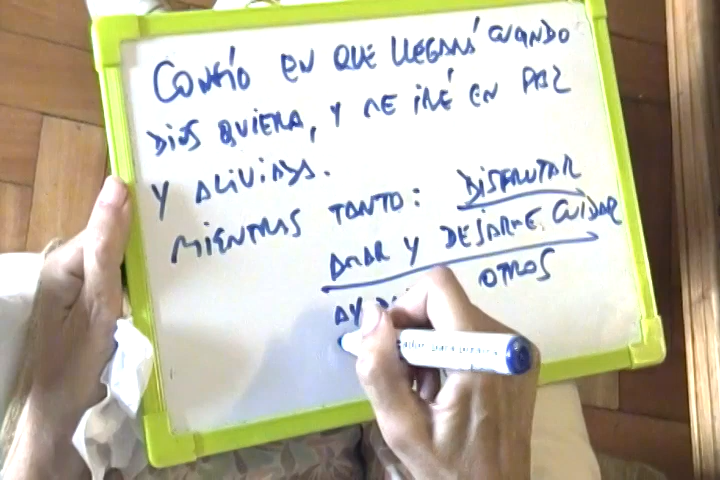 CONFÍO EN QUE LLEGARÁ CUANDO
DIOS QUIERA, Y ME IRÉ EN PAZ
Y ALIVIADA.
MIENTRAS TANTO: DISFRUTAR
AMAR Y DEJARME CUIDAR
OTROS